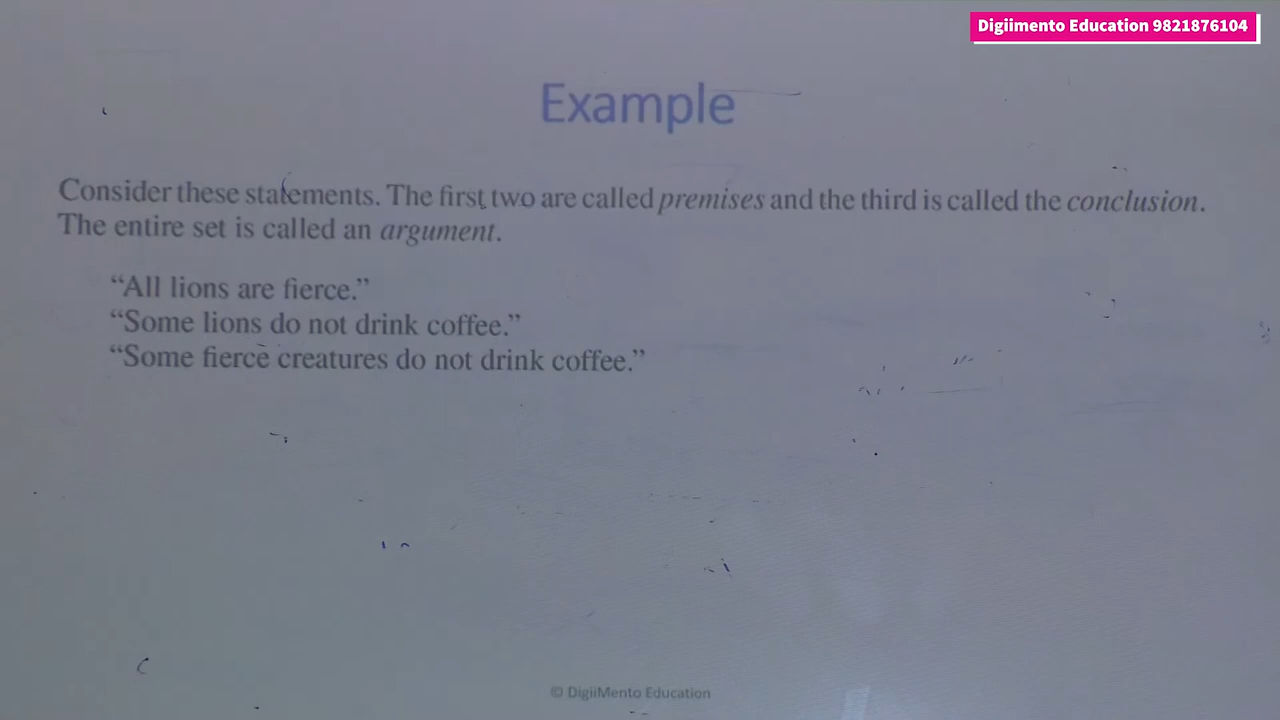 Digiimento Education 9821876104
Example
Consider these statements. The first two are called premises and the third is called the conclusion.
The entire set is called an argument.
“All lions are fierce.”
“Some lions do not drink coffee.”
“Some fierce creatures do not drink coffee.”
© DigiiMento Education